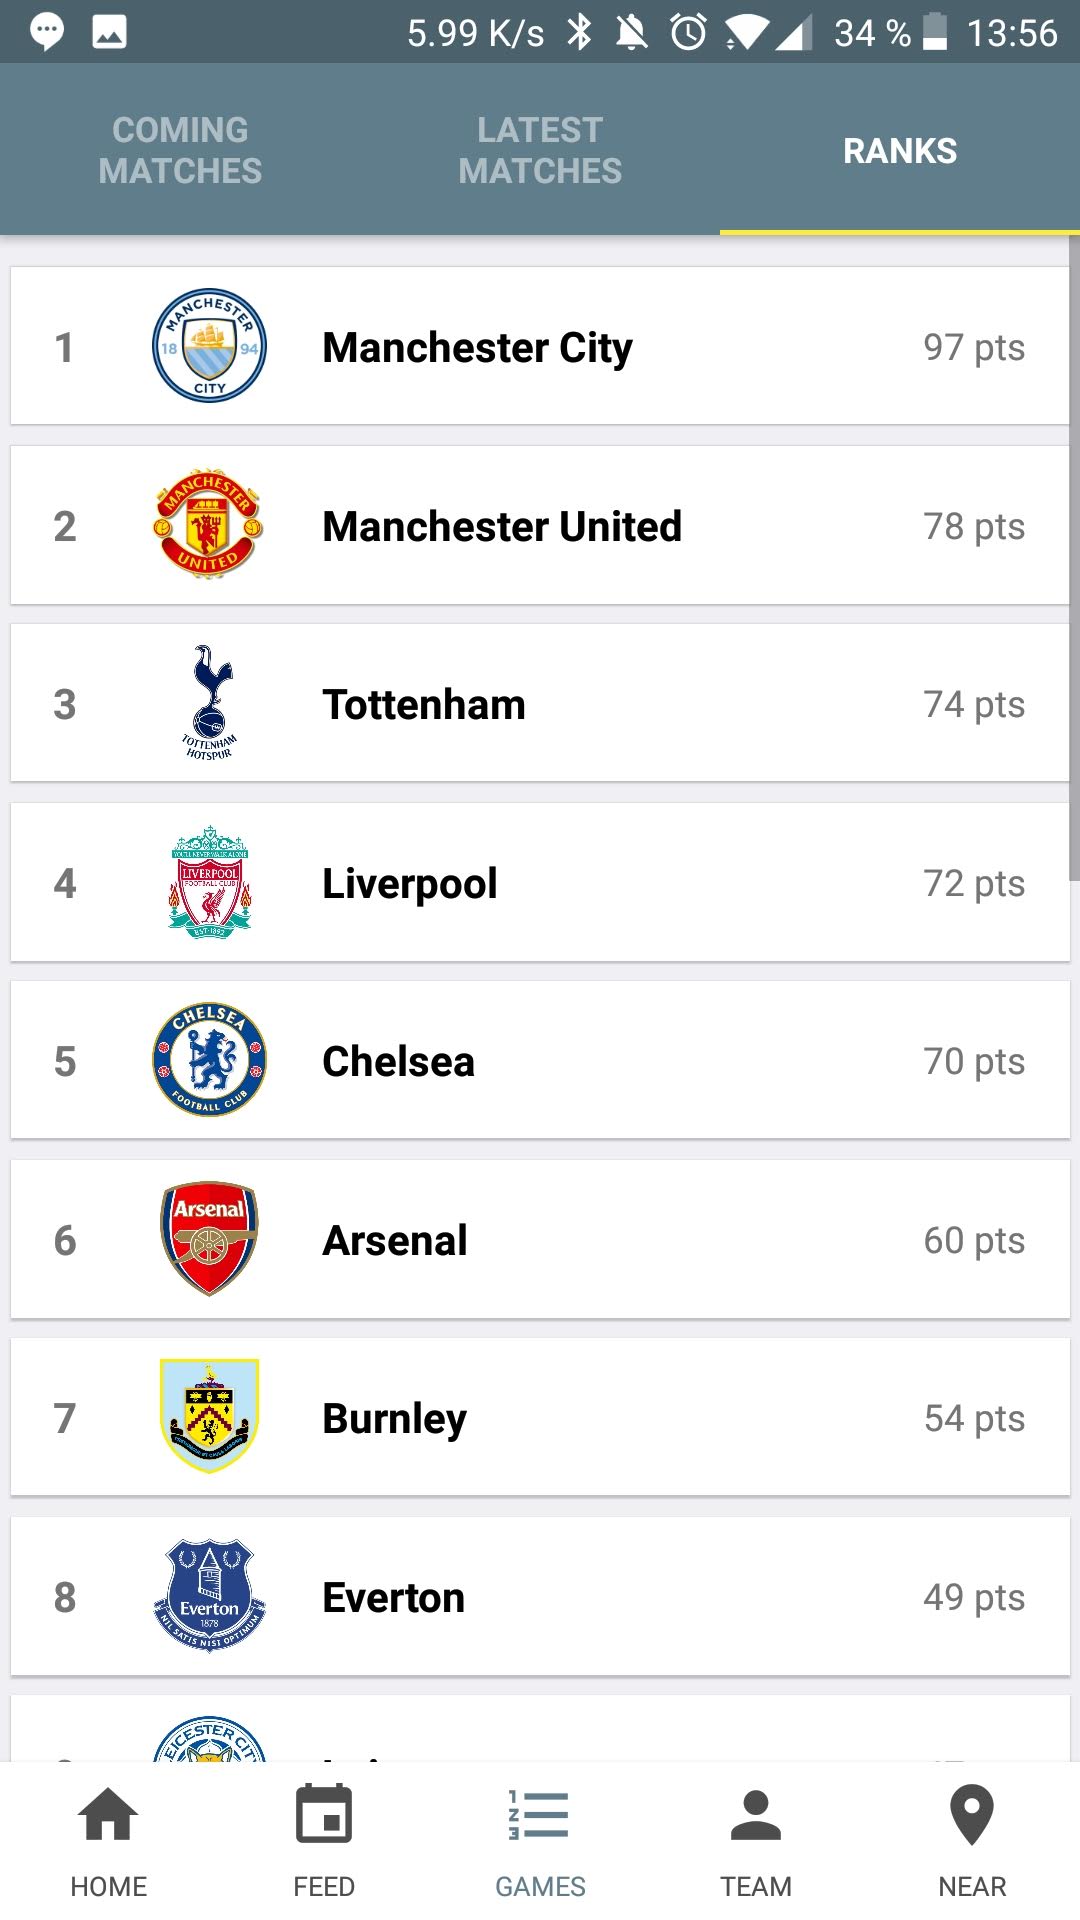 5.99 K/s 34 % 13:56
COMING MATCHES
LATEST MATCHES
RANKS
1 MANCHESTER 18 94 CITY Manchester City 97 pts
2 MANCHESTER UNITED Manchester United 78 pts
3 TOTTENHAM HOTSPUR Tottenham 74 pts
4 YOU'LL NEVER WALK ALONE LIVERPOOL FOOTBALL CLUB EST·1892 Liverpool 72 pts
5 CHELSEA FOOTBALL CLUB Chelsea 70 pts
6 Arsenal Arsenal 60 pts
7 Burnley 54 pts
8 Everton 1878 NIL SATIS NISI OPTIMUM Everton 49 pts
HOME FEED GAMES TEAM NEAR